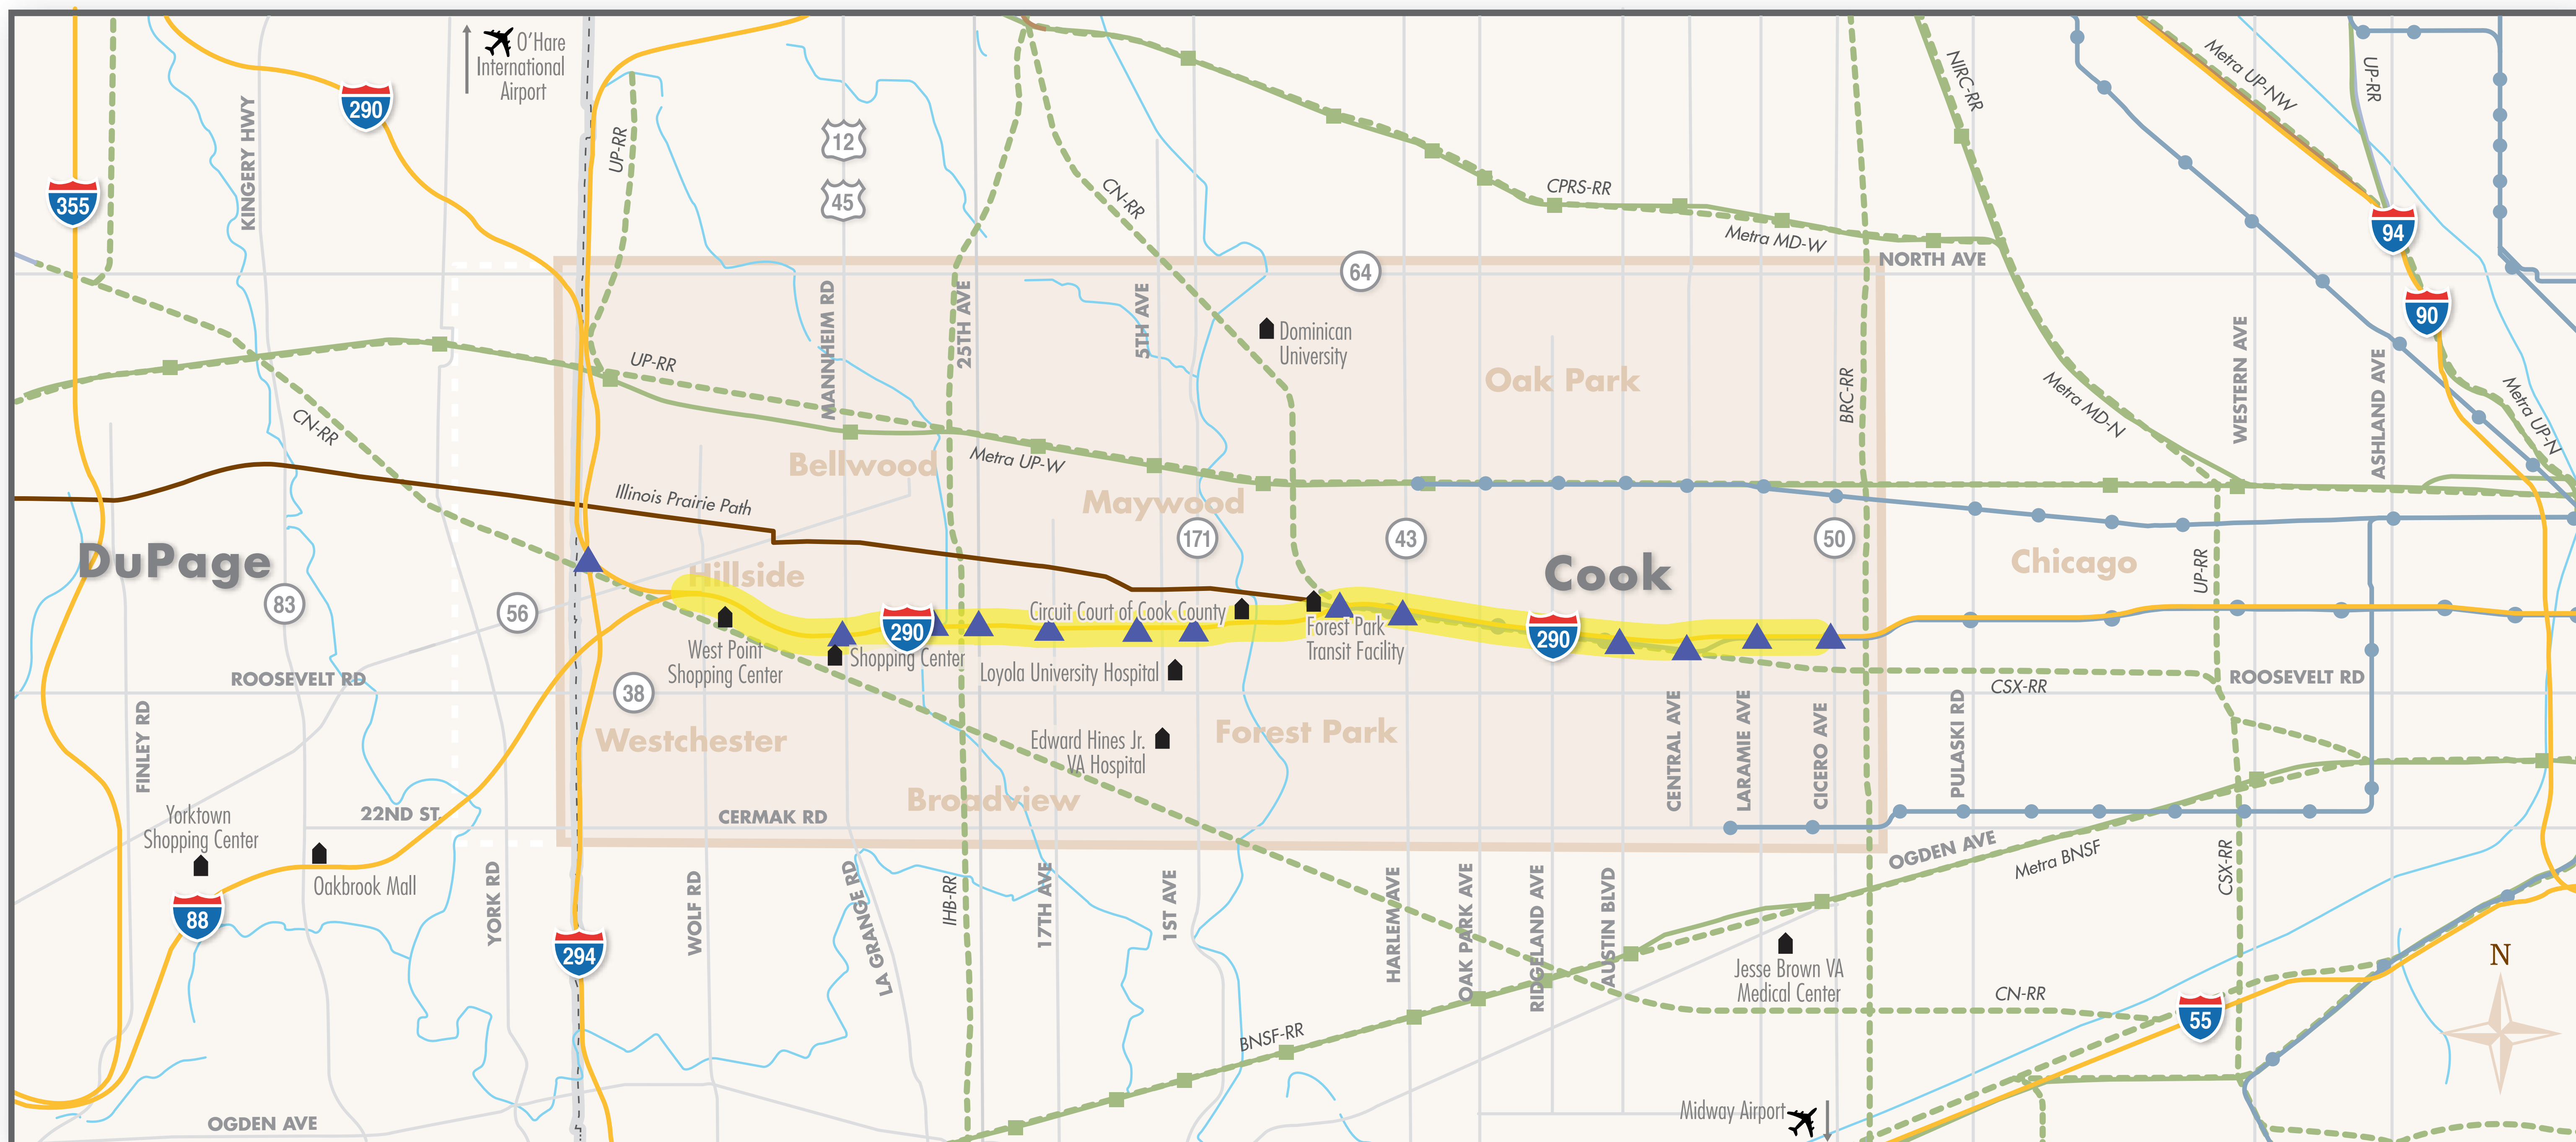 O'Hare
International
Airport
290
355
KINGERY HWY
UP-RR
12
45
CN-RR
NIRC-RR
Metra UP-NW
UP-RR
94
90
CPRS-RR
Metra MD-W
NORTH AVE
64
MANNHEIM RD
25TH AVE
5TH AVE
Dominican
University
Oak Park
BRC-RR
Metra MD-N
WESTERN AVE
ASHLAND AVE
Metra UP-N
UP-RR
CN-RR
Bellwood
Metra UP-W
Maywood
Illinois Prairie Path
171
43
50
DuPage
Hillside
Cook
Chicago
UP-RR
83
56
Circuit Court of Cook County
290
290
Forest Park
Transit Facility
West Point
Shopping Center
Shopping Center
Loyola University Hospital
ROOSEVELT RD
38
CSX-RR
ROOSEVELT RD
FINLEY RD
Westchester
Edward Hines Jr.
VA Hospital
Forest Park
CENTRAL AVE
LARAMIE AVE
CICERO AVE
PULASKI RD
Broadview
Yorktown
Shopping Center
22ND ST.
CERMAK RD
Oakbrook Mall
88
YORK RD
294
WOLF RD
LA GRANGE RD
IHB-RR
17TH AVE
1ST AVE
HARLEM AVE
OAK PARK AVE
RIDGELAND AVE
AUSTIN BLVD
OGDEN AVE
Metra BNSF
CSX-RR
Jesse Brown VA
Medical Center
CN-RR
55
N
BNSF-RR
Midway Airport
OGDEN AVE